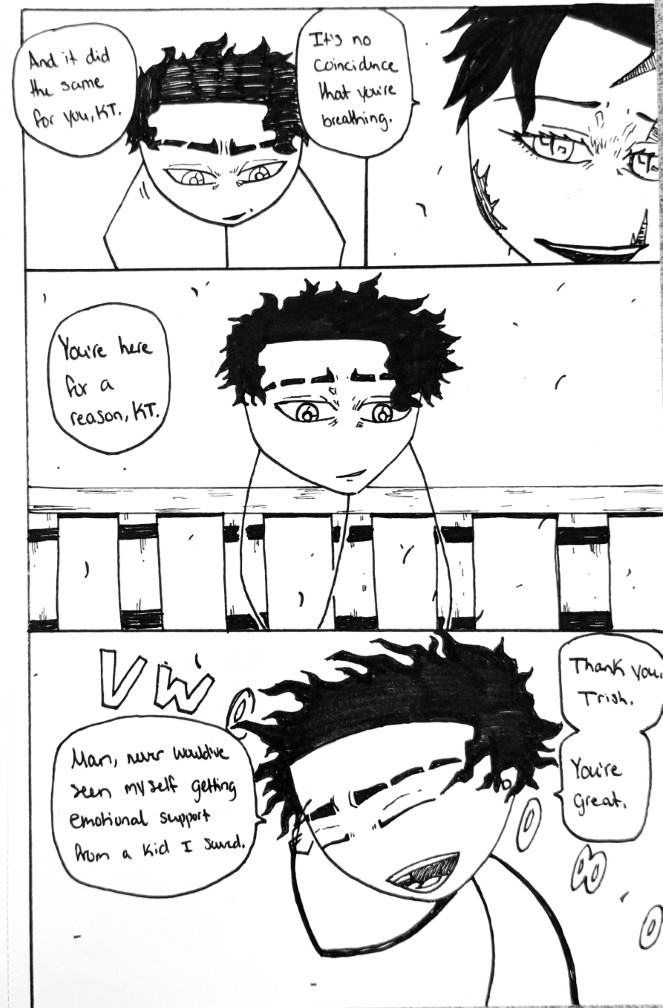 And it did
the same
for you, KT.
It's no
coincidence
that you're
breathing.
You're here
for a
reason, KT.
VW
Man, never would've
seen myself getting
emotional support
from a kid I saved.
Thank you,
Trish.
You're
Great.